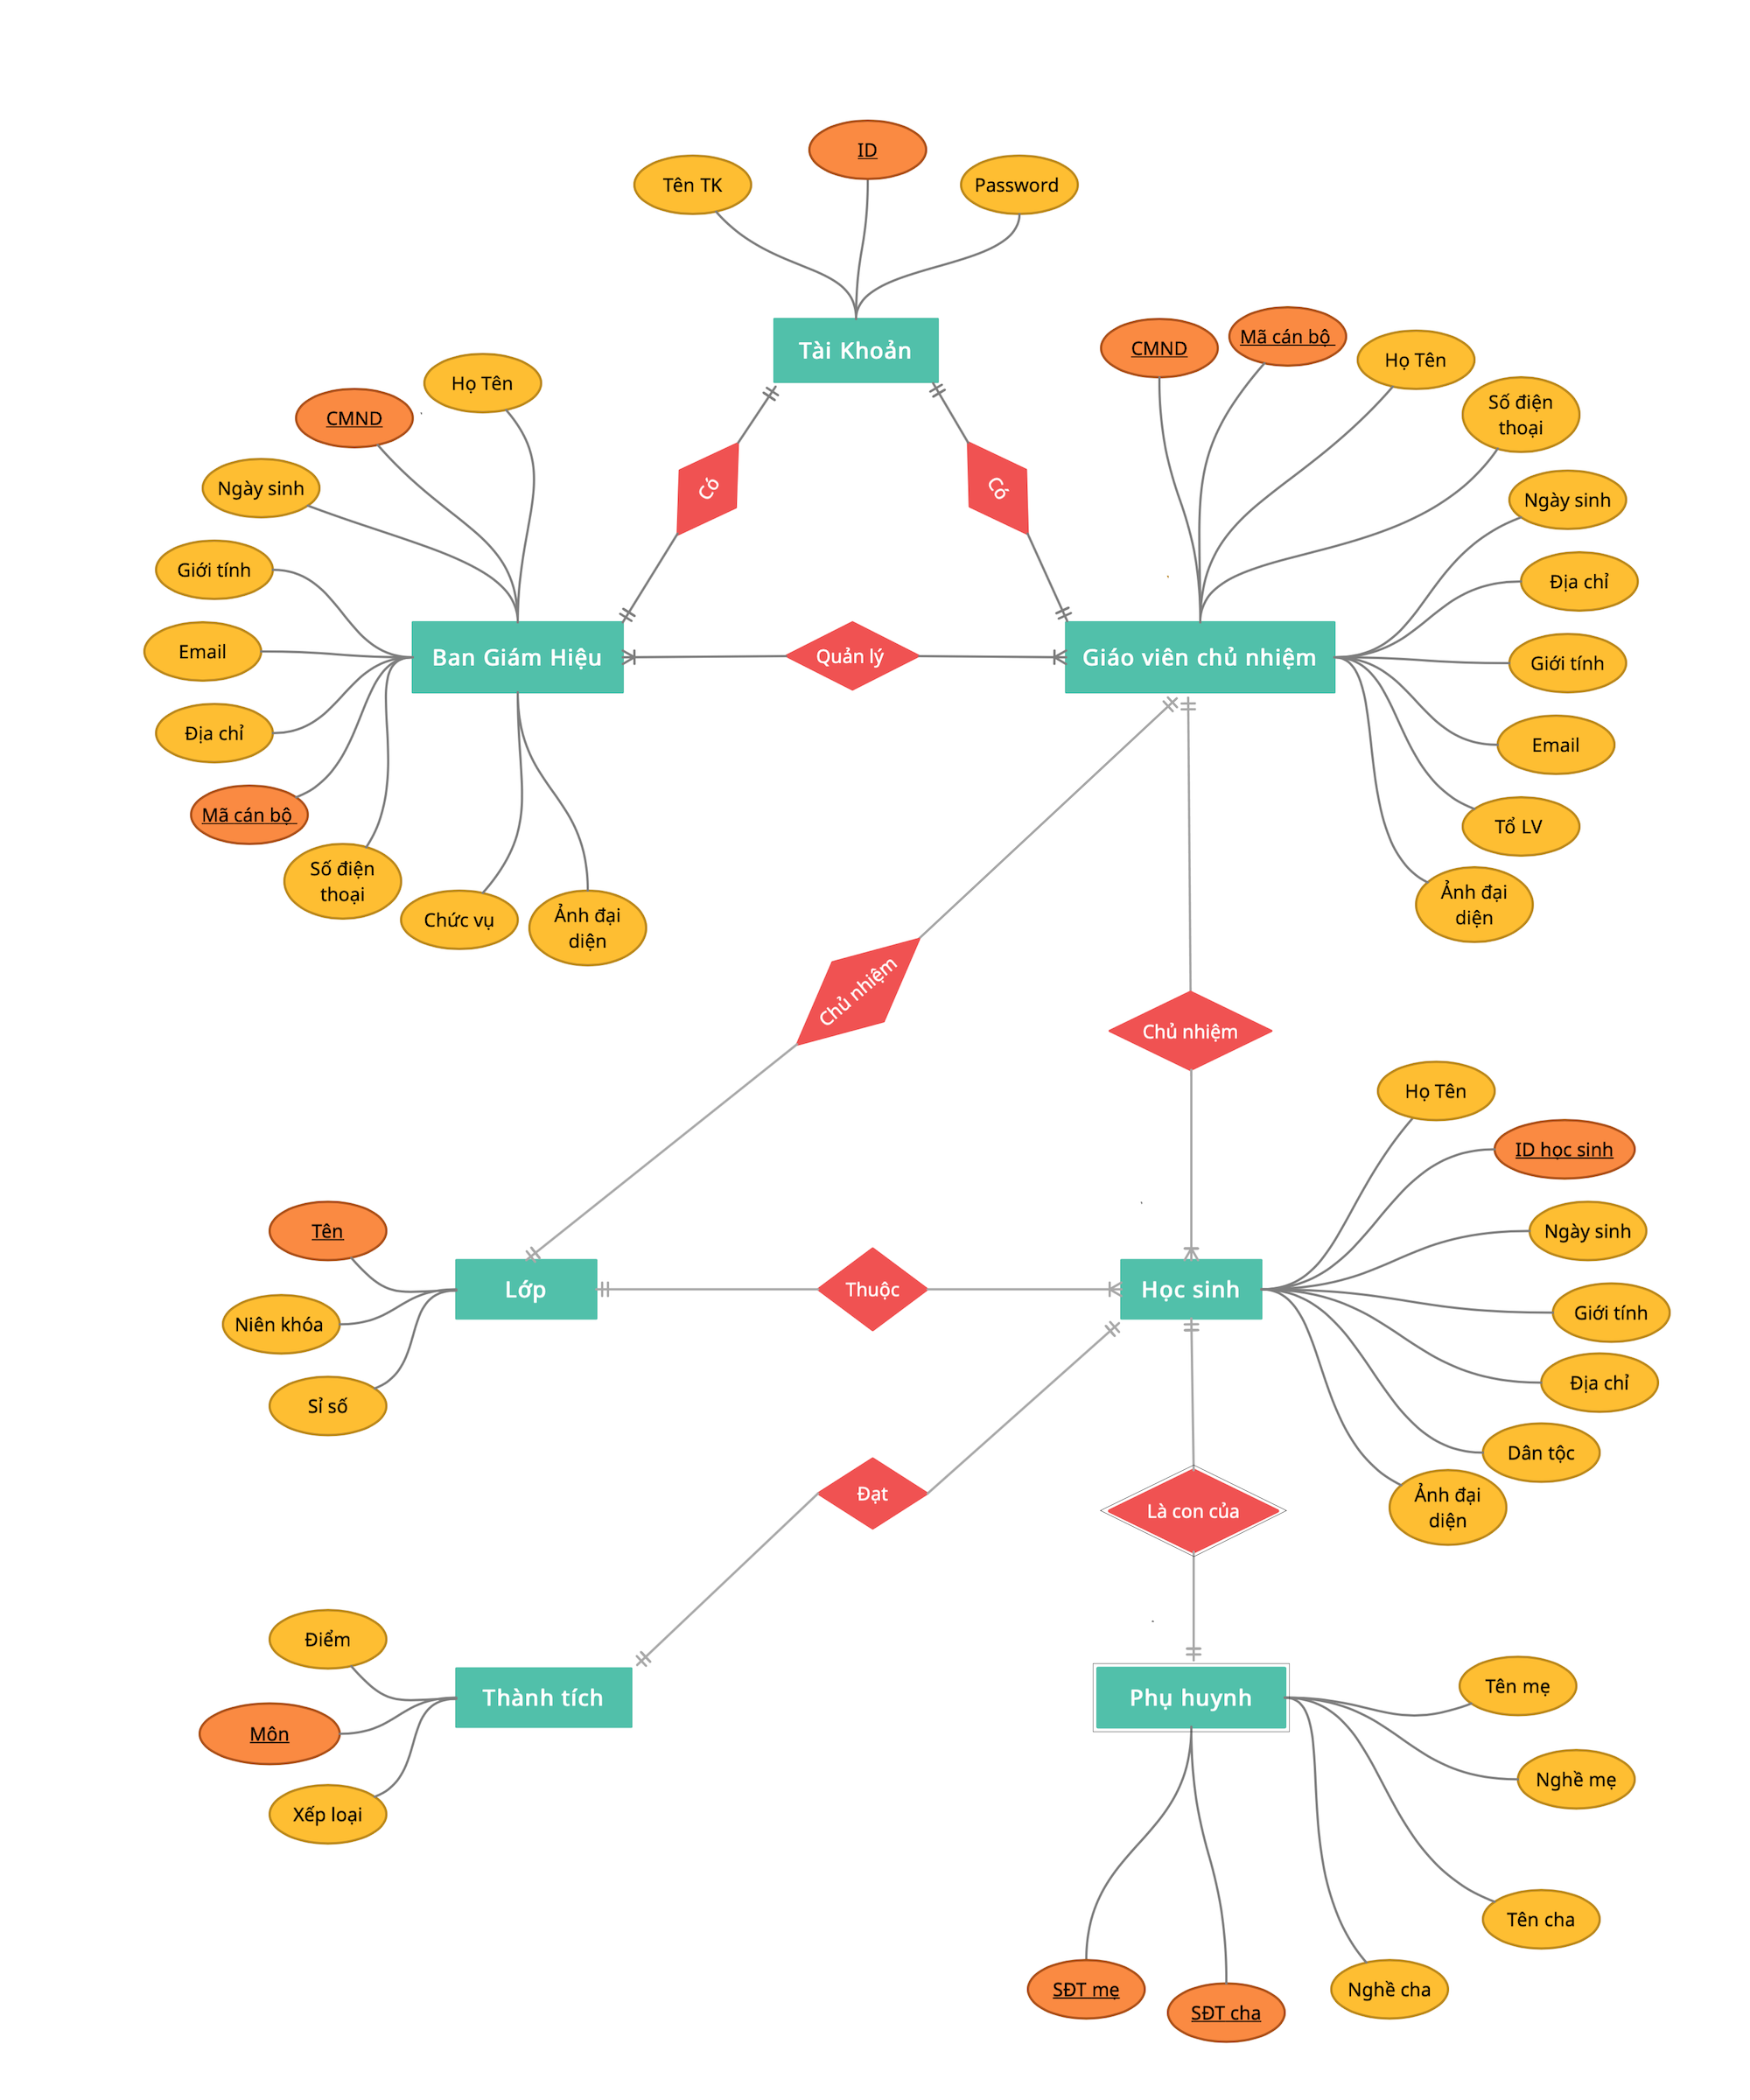 ID
Tên TK
Password
Tài Khoản
CMND
Mã cán bộ
Họ Tên
Số điện
thoại
Họ Tên
CMND
Ngày sinh
Có
Có
Ngày sinh
Giới tính
Địa chỉ
Email
Ban Giám Hiệu
Quản lý
Giáo viên chủ nhiệm
Giới tính
Địa chỉ
Email
Mã cán bộ
Tổ LV
Số điện
thoại
Chức vụ
Ảnh đại
diện
Ảnh đại
diện
Chủ nhiệm
Chủ nhiệm
Họ Tên
ID học sinh
Tên
Ngày sinh
Lớp
Thuộc
Học sinh
Niên khóa
Giới tính
Sỉ số
Địa chỉ
Dân tộc
Đạt
Là con của
Ảnh đại
diện
Điểm
Thành tích
Phụ huynh
Tên mẹ
Môn
Nghề mẹ
Xếp loại
Tên cha
SĐT mẹ
SĐT cha
Nghề cha